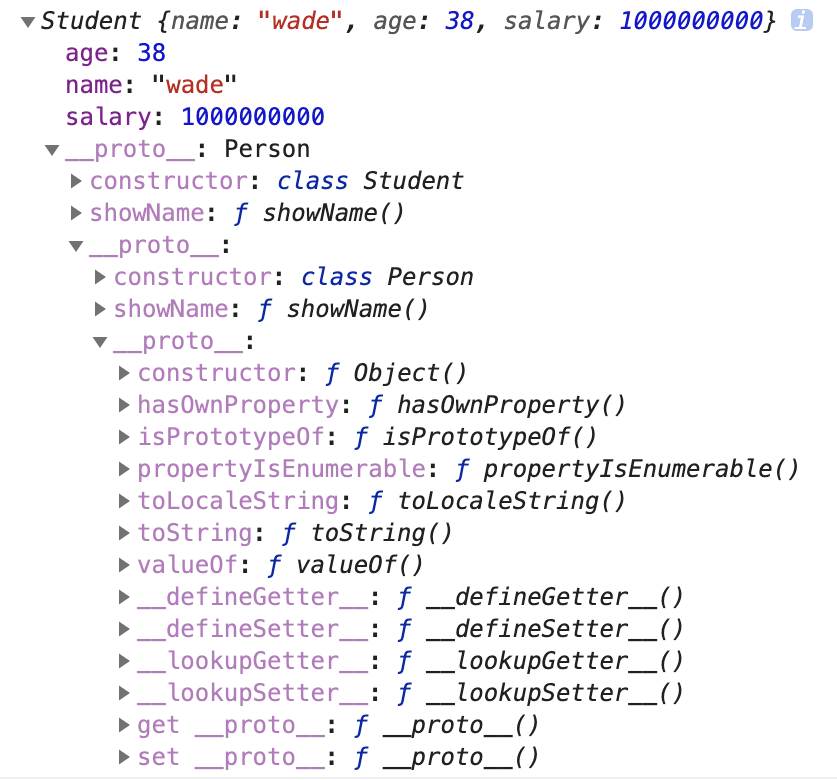 Student {name: "wade", age: 38, salary: 1000000000} i
age: 38
name: "wade"
salary: 1000000000
__proto__: Person
constructor: class Student
showName: ƒ showName()
__proto__:
constructor: class Person
showName: ƒ showName()
__proto__:
constructor: ƒ Object()
hasOwnProperty: ƒ hasOwnProperty()
isPrototypeOf: ƒ isPrototypeOf()
propertyIsEnumerable: ƒ propertyIsEnumerable()
toLocaleString: ƒ toLocaleString()
toString: ƒ toString()
valueOf: ƒ valueOf()
__defineGetter__: ƒ __defineGetter__()
__defineSetter__: ƒ __defineSetter__()
__lookupGetter__: ƒ __lookupGetter__()
__lookupSetter__: ƒ __lookupSetter__()
get __proto__: ƒ __proto__()
set __proto__: ƒ __proto__()